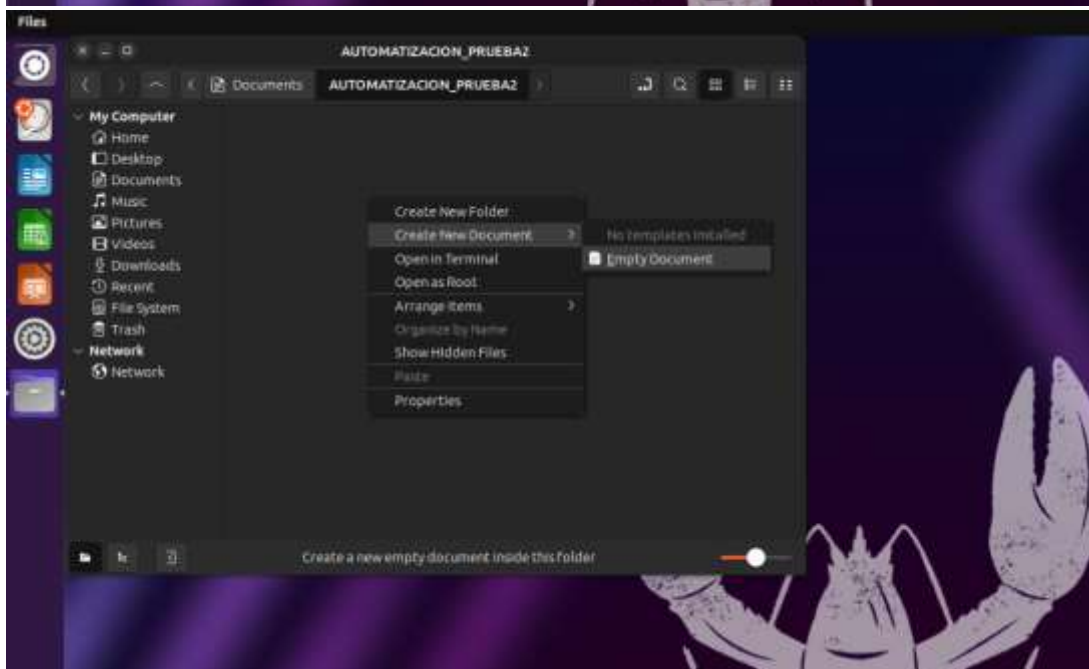 Files
AUTOMATIZACION_PRUEBA2
Documents AUTOMATIZACION_PRUEBA2
My Computer
Home
Desktop
Documents
Music
Pictures
Videos
Downloads
Recent
File System
Trash
Network
Network
Create New Folder
Create New Document
Open in Terminal
Open as Root
Arrange Items
Organize by Name
Show Hidden Files
Paste
Properties
No templates installed
Empty Document
Create a new empty document inside this folder